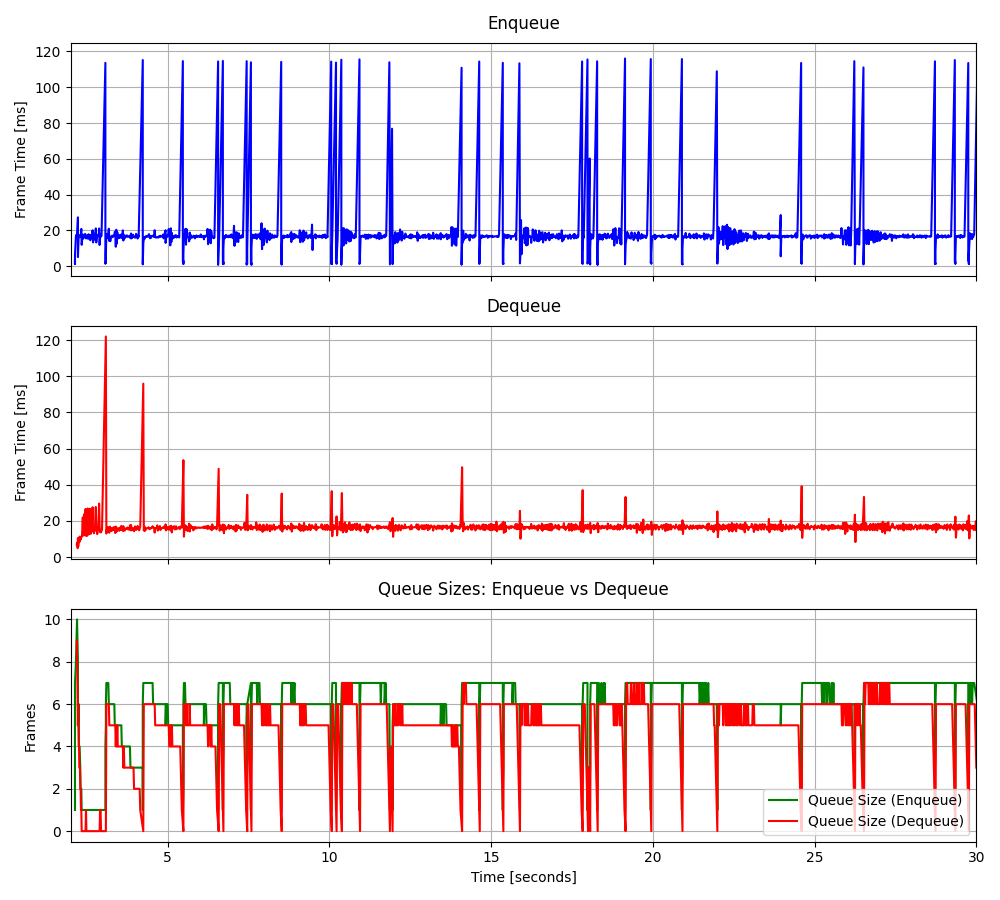 Enqueue
Frame Time [ms]
120
100
80
60
40
20
0
Dequeue
Frame Time [ms]
120
100
80
60
40
20
0
Queue Sizes: Enqueue vs Dequeue
Frames
10
8
6
4
2
0
Queue Size (Enqueue)
Queue Size (Dequeue)
5 10 15 20 25 30
Time [seconds]